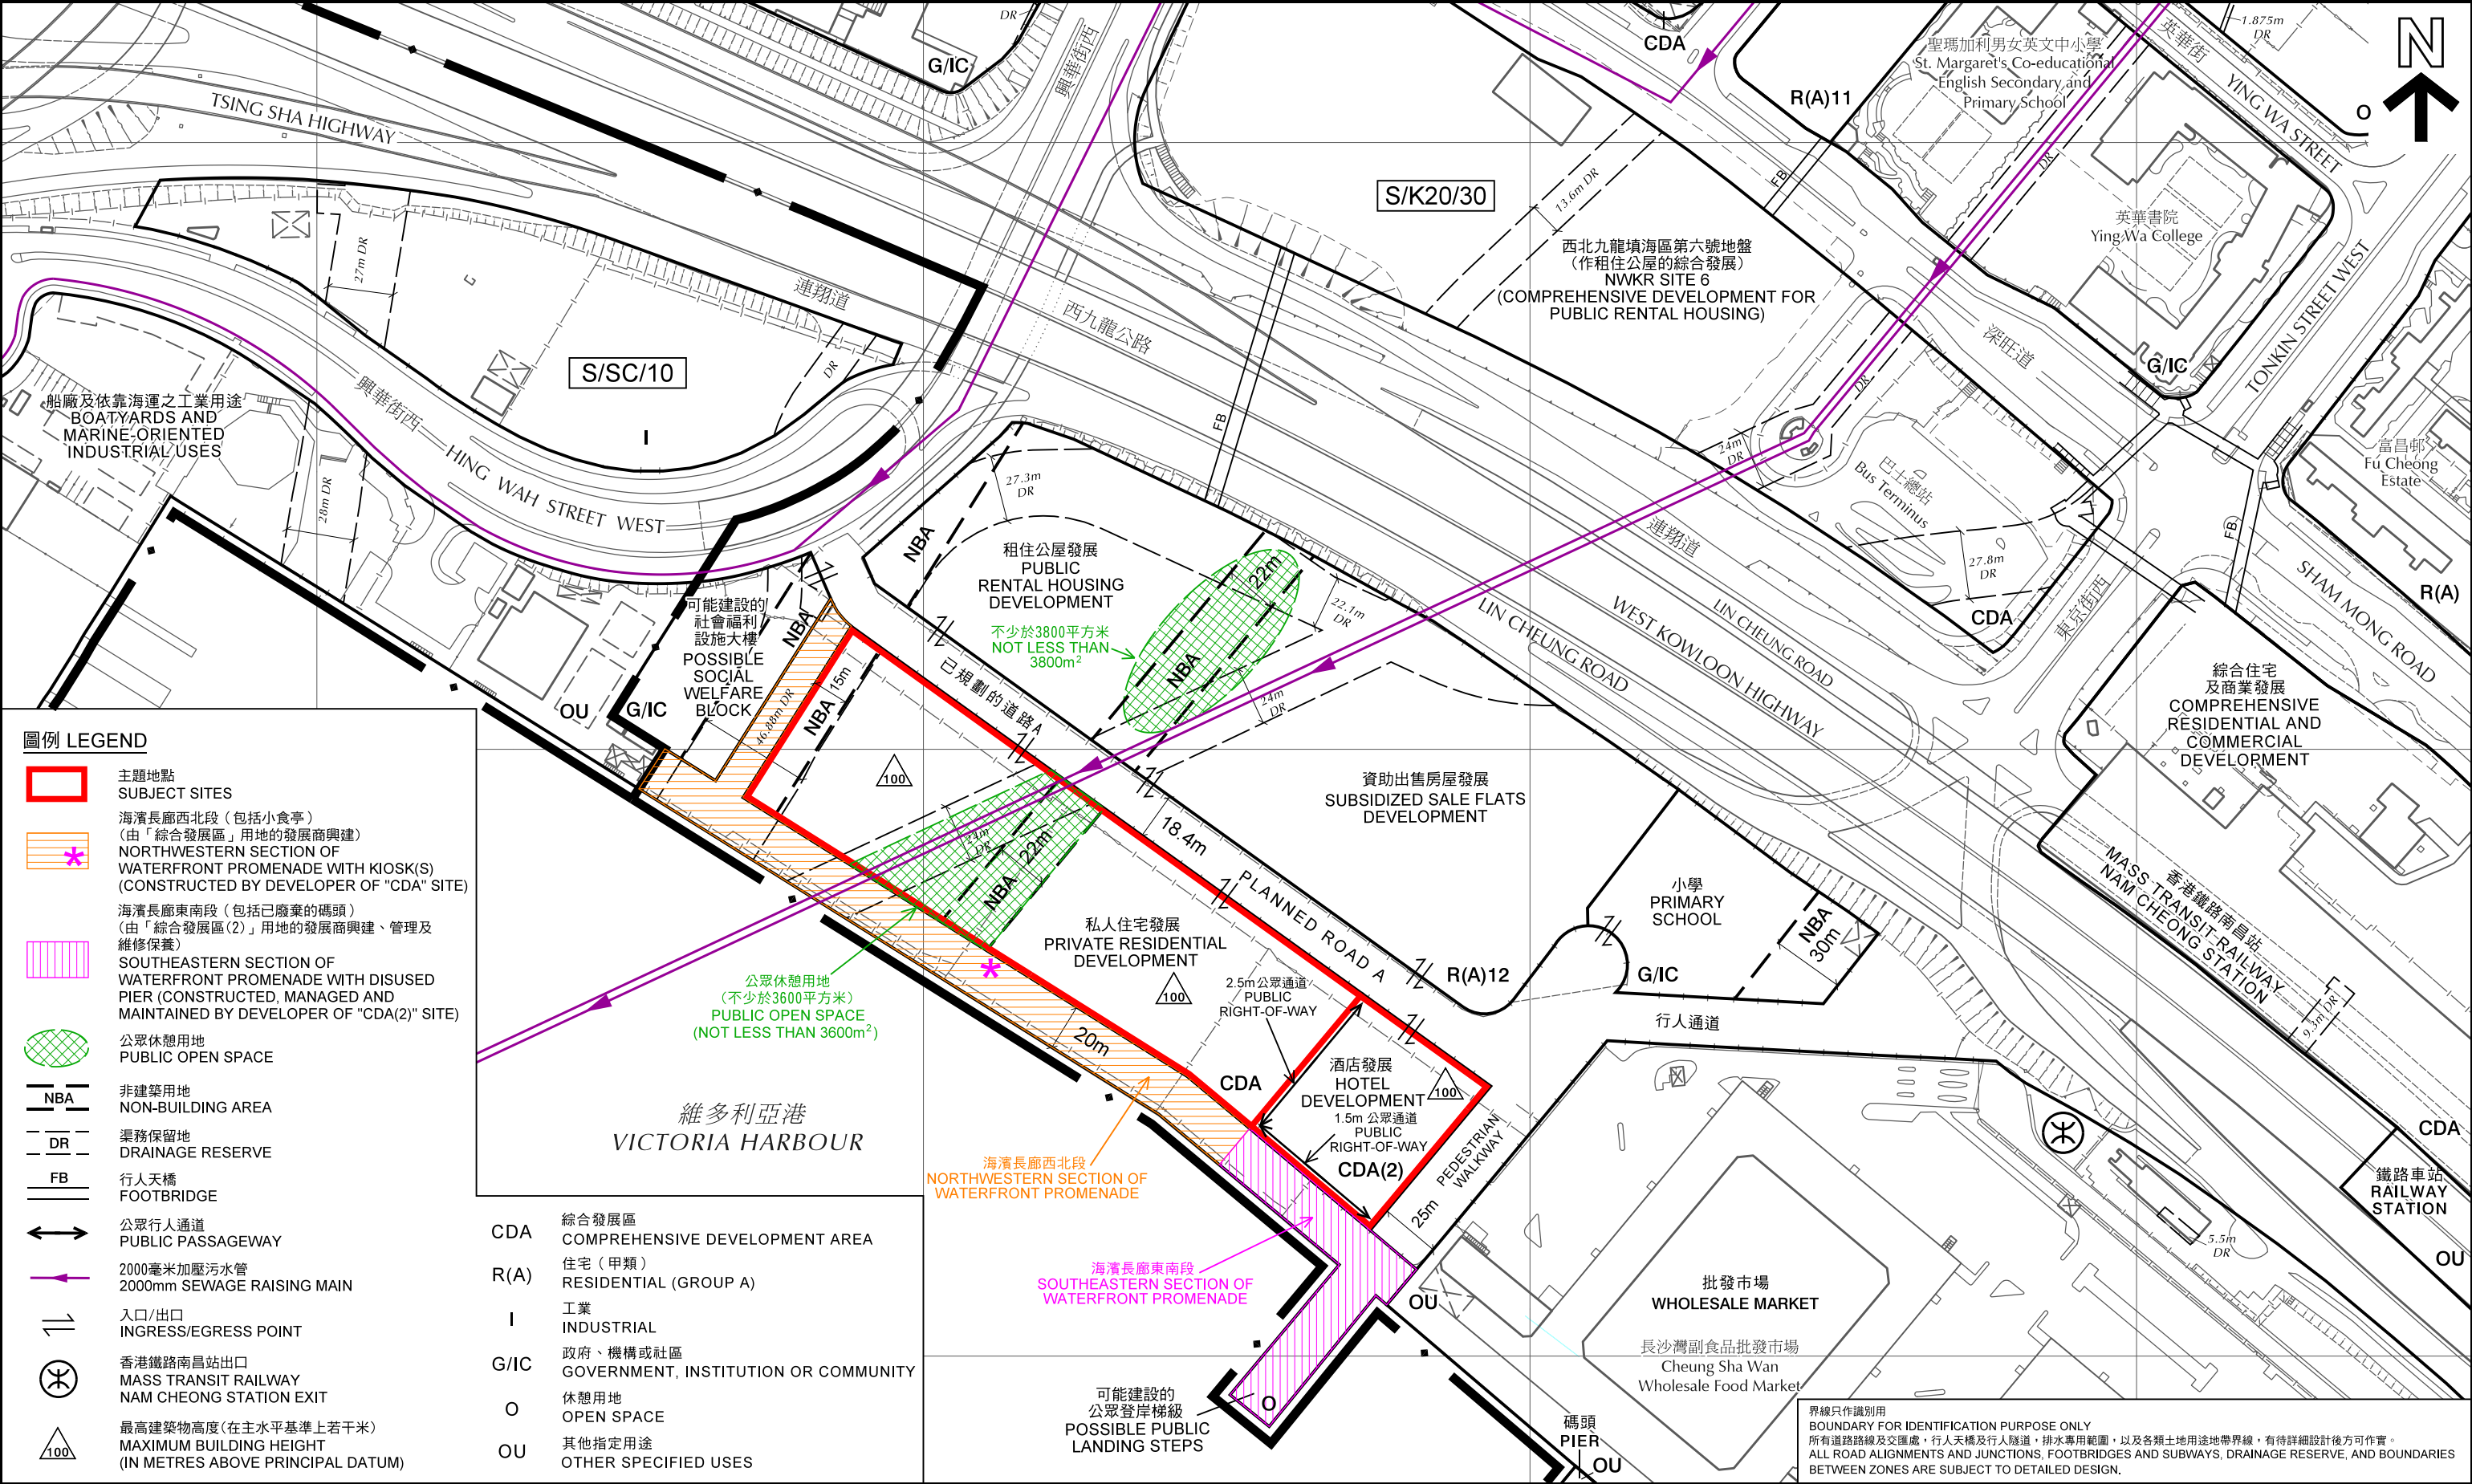 DR
G/IC
興華街西
TSING SHA HIGHWAY
CDA
R(A)11
聖瑪加利男女英文中小學
St. Margaret's Co-educational
English Secondary and
Primary School
英華街
YING WA STREET
1.875m
DR
O
N
DR
FB
S/K20/30
13.6m DR
英華書院
Ying Wa College
西北九龍填海區第六號地盤
(作租住公屋的綜合發展)
NWKR SITE 6
(COMPREHENSIVE DEVELOPMENT FOR
PUBLIC RENTAL HOUSING)
27m DR
連翔道
西九龍公路
深旺道
G/IC
TONKIN STREET WEST
S/SC/10
DR
DR
FB
船廠及依靠海運之工業用途
BOATYARDS AND
MARINE-ORIENTED
INDUSTRIAL USES
興華街西
HING WAH STREET WEST
I
28m DR
24m
DR
巴士總站
Bus Terminus
27.8m
DR
CDA
富昌邨
Fu Cheong
Estate
FB
R(A)
SHAM MONG ROAD
東京街西
27.3m
DR
NBA
租住公屋發展
PUBLIC
RENTAL HOUSING
DEVELOPMENT
不少於3800平方米
NOT LESS THAN
3800m²
22m
NBA
22.1m
DR
24m
DR
連翔道
LIN CHEUNG ROAD
WEST KOWLOON HIGHWAY
LIN CHEUNG ROAD
可能建設的
社會福利
設施大樓
POSSIBLE
SOCIAL
WELFARE
BLOCK
NBA
OU
G/IC
46.88m DR
NBA
15m
已規劃的道路A
100
綜合住宅
及商業發展
COMPREHENSIVE
RESIDENTIAL AND
COMMERCIAL
DEVELOPMENT
資助出售房屋發展
SUBSIDIZED SALE FLATS
DEVELOPMENT
24m
DR
22m
NBA
18.4m
PLANNED ROAD A
私人住宅發展
PRIVATE RESIDENTIAL
DEVELOPMENT
100
*
公眾休憩用地
(不少於3600平方米)
PUBLIC OPEN SPACE
(NOT LESS THAN 3600m²)
R(A)12
小學
PRIMARY
SCHOOL
NBA
30m
G/IC
行人通道
香港鐵路南昌站
MASS TRANSIT RAILWAY
NAM CHEONG STATION
9.3m DR
2.5m公眾通道
PUBLIC
RIGHT-OF-WAY
20m
CDA
酒店發展
HOTEL
DEVELOPMENT
100
1.5m 公眾通道
PUBLIC
RIGHT-OF-WAY
CDA(2)
PEDESTRIAN
WALKWAY
25m
維多利亞港
VICTORIA HARBOUR
海濱長廊西北段
NORTHWESTERN SECTION OF
WATERFRONT PROMENADE
海濱長廊東南段
SOUTHEASTERN SECTION OF
WATERFRONT PROMENADE
OU
批發市場
WHOLESALE MARKET
長沙灣副食品批發市場
Cheung Sha Wan
Wholesale Food Market
5.5m
DR
CDA
鐵路車站
RAILWAY
STATION
OU
可能建設的
公眾登岸梯級
POSSIBLE PUBLIC
LANDING STEPS
O
碼頭
PIER
OU
圖例 LEGEND
主題地點
SUBJECT SITES
*
海濱長廊西北段(包括小食亭)
(由「綜合發展區」用地的發展商興建)
NORTHWESTERN SECTION OF
WATERFRONT PROMENADE WITH KIOSK(S)
(CONSTRUCTED BY DEVELOPER OF "CDA" SITE)
海濱長廊東南段(包括已廢棄的碼頭)
(由「綜合發展區(2)」用地的發展商興建、管理及
維修保養)
SOUTHEASTERN SECTION OF
WATERFRONT PROMENADE WITH DISUSED
PIER (CONSTRUCTED, MANAGED AND
MAINTAINED BY DEVELOPER OF "CDA(2)" SITE)
公眾休憩用地
PUBLIC OPEN SPACE
NBA
非建築用地
NON-BUILDING AREA
DR
渠務保留地
DRAINAGE RESERVE
FB
行人天橋
FOOTBRIDGE
公眾行人通道
PUBLIC PASSAGEWAY
2000毫米加壓污水管
2000mm SEWAGE RAISING MAIN
入口/出口
INGRESS/EGRESS POINT
香港鐵路南昌站出口
MASS TRANSIT RAILWAY
NAM CHEONG STATION EXIT
100
最高建築物高度(在主水平基準上若干米)
MAXIMUM BUILDING HEIGHT
(IN METRES ABOVE PRINCIPAL DATUM)
CDA
綜合發展區
COMPREHENSIVE DEVELOPMENT AREA
R(A)
住宅(甲類)
RESIDENTIAL (GROUP A)
I
工業
INDUSTRIAL
G/IC
政府、機構或社區
GOVERNMENT, INSTITUTION OR COMMUNITY
O
休憩用地
OPEN SPACE
OU
其他指定用途
OTHER SPECIFIED USES
界線只作識別用
BOUNDARY FOR IDENTIFICATION PURPOSE ONLY
所有道路路線及交匯處，行人天橋及行人隧道，排水專用範圍，以及各類土地用途地帶界線，有待詳細設計後方可作實。
ALL ROAD ALIGNMENTS AND JUNCTIONS, FOOTBRIDGES AND SUBWAYS, DRAINAGE RESERVE, AND BOUNDARIES
BETWEEN ZONES ARE SUBJECT TO DETAILED DESIGN.